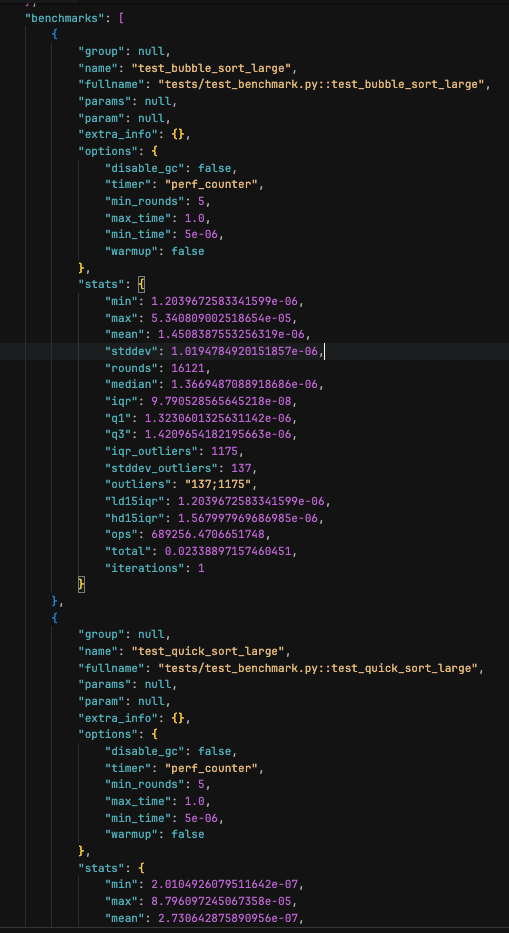 },
"benchmarks": [
{
"group": null,
"name": "test_bubble_sort_large",
"fullname": "tests/test_benchmark.py::test_bubble_sort_large",
"params": null,
"param": null,
"extra_info": {},
"options": {
"disable_gc": false,
"timer": "perf_counter",
"min_rounds": 5,
"max_time": 1.0,
"min_time": 5e-06,
"warmup": false
},
"stats": {
"min": 1.2039672583341599e-06,
"max": 5.340809002518654e-05,
"mean": 1.4508387553256319e-06,
"stddev": 1.0194784920151857e-06,
"rounds": 16121,
"median": 1.3669487088918686e-06,
"iqr": 9.790528565645218e-08,
"q1": 1.3230601325631142e-06,
"q3": 1.4209654182195663e-06,
"iqr_outliers": 1175,
"stddev_outliers": 137,
"outliers": "137;1175",
"ld15iqr": 1.2039672583341599e-06,
"hd15iqr": 1.567997969686985e-06,
"ops": 689256.4706651748,
"total": 0.02338897157460451,
"iterations": 1
}
},
{
"group": null,
"name": "test_quick_sort_large",
"fullname": "tests/test_benchmark.py::test_quick_sort_large",
"params": null,
"param": null,
"extra_info": {},
"options": {
"disable_gc": false,
"timer": "perf_counter",
"min_rounds": 5,
"max_time": 1.0,
"min_time": 5e-06,
"warmup": false
},
"stats": {
"min": 2.0104926079511642e-07,
"max": 8.796097245067358e-05,
"mean": 2.730642875890956e-07,